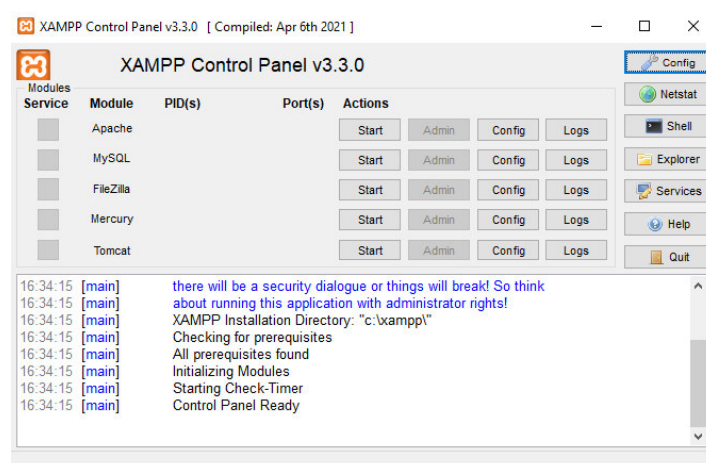 XAMPP Control Panel v3.3.0 [ Compiled: Apr 6th 2021 ]
XAMPP Control Panel v3.3.0
Config
Modules
Service Module PID(s) Port(s) Actions
Netstat
Apache Start Admin Config Logs
Shell
MySQL Start Admin Config Logs
Explorer
FileZilla Start Admin Config Logs
Services
Mercury Start Admin Config Logs
Help
Tomcat Start Admin Config Logs
Quit
16:34:15 [main] there will be a security dialogue or things will break! So think
16:34:15 [main] about running this application with administrator rights!
16:34:15 [main] XAMPP Installation Directory: "c:\xampp\"
16:34:15 [main] Checking for prerequisites
16:34:15 [main] All prerequisites found
16:34:15 [main] Initializing Modules
16:34:15 [main] Starting Check-Timer
16:34:15 [main] Control Panel Ready